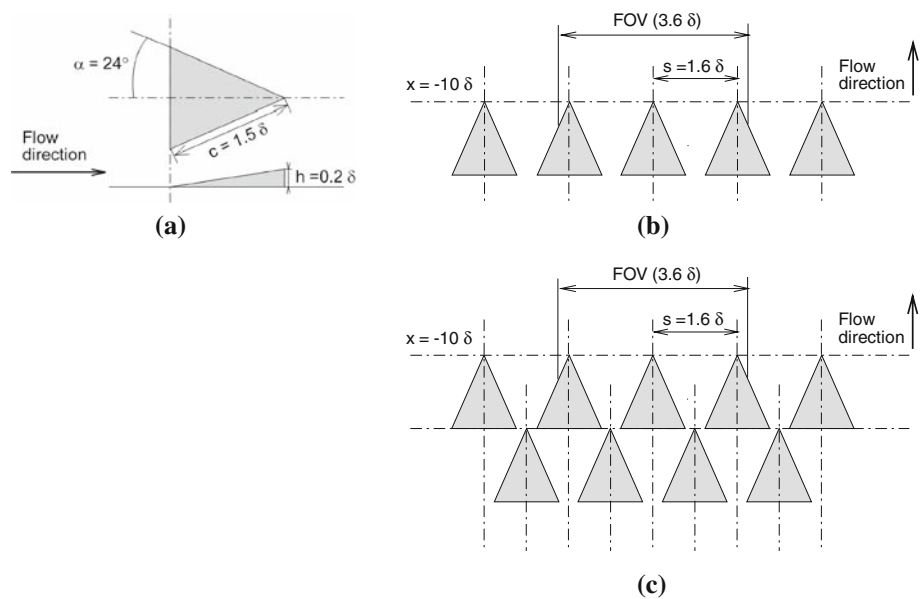 α = 24°
c = 1.5 δ
Flow
direction
h =0.2 δ
(a)
FOV (3.6 δ)
s =1.6 δ
x = -10 δ
Flow
direction
(b)
FOV (3.6 δ)
s =1.6 δ
x = -10 δ
Flow
direction
(c)